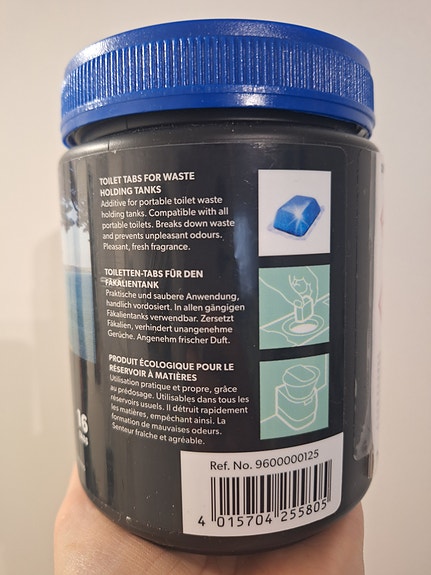 TOILET TABS FOR WASTE
HOLDING TANKS
Additive for portable toilet waste
holding tanks. Compatible with all
portable toilets. Breaks down waste
and prevents unpleasant odours.
Pleasant, fresh fragrance.
TOILETTEN-TABS FÜR DEN
FÄKALIENTANK
Praktische und saubere Anwendung,
handlich vordosiert. In allen gängigen
Fäkalientanks verwendbar. Zersetzt
Fäkalien, verhindert unangenehme
Gerüche. Angenehm frischer Duft.
PRODUIT ÉCOLOGIQUE POUR LE
RÉSERVOIR À MATIÈRES
Utilisation pratique et propre, grâce
au prédosage. Utilisables dans tous les
réservoirs usuels. Il détruit rapidement
les matières, empêchant ainsi. La
formation de mauvaises odeurs.
Senteur fraîche et agréable.
16
Ref. No. 9600000125
4 015704 255805